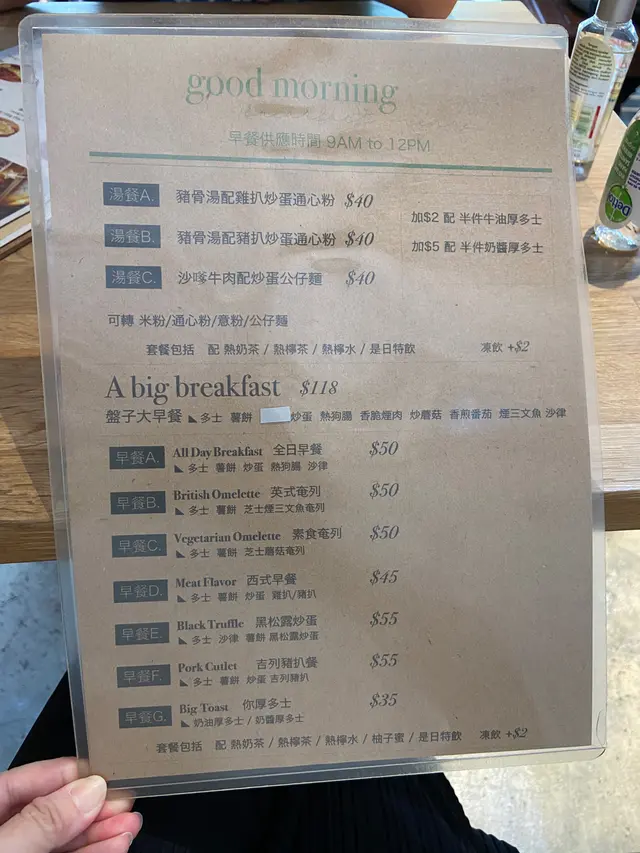 good morning
早餐供應時間 9AM to 12PM
湯餐A. 豬骨湯配雞扒炒蛋通心粉 $40
加$2 配 半件牛油厚多士
湯餐B. 豬骨湯配豬扒炒蛋通心粉 $40
加$5 配 半件奶醬厚多士
湯餐C. 沙嗲牛肉配炒蛋公仔麵 $40
可轉 米粉/通心粉/意粉/公仔麵
套餐包括 配 熱奶茶 / 熱檸茶 / 熱檸水 / 是日特飲 凍飲 +$2
A big breakfast $118
盤子大早餐 多士 薯餅 炒蛋 熱狗腸 香脆煙肉 炒蘑菇 香煎番茄 煙三文魚 沙律
早餐A. All Day Breakfast 全日早餐 $50
多士 薯餅 炒蛋 熱狗腸 沙律
早餐B. British Omelette 英式奄列 $50
多士 薯餅 芝士煙三文魚奄列
早餐C. Vegetarian Omelette 素食奄列 $50
多士 薯餅 芝士蘑菇奄列
早餐D. Meat Flavor 西式早餐 $45
多士 薯餅 炒蛋 雞扒/豬扒
早餐E. Black Truffle 黑松露炒蛋 $55
多士 沙律 薯餅 黑松露炒蛋
早餐F. Pork Cutlet 吉列豬扒餐 $55
多士 薯餅 炒蛋 吉列豬扒
早餐G. Big Toast 你厚多士 $35
奶油厚多士 / 奶醬厚多士
套餐包括 配 熱奶茶 / 熱檸茶 / 熱檸水 / 柚子蜜 / 是日特飲 凍飲 +$2
Dettol